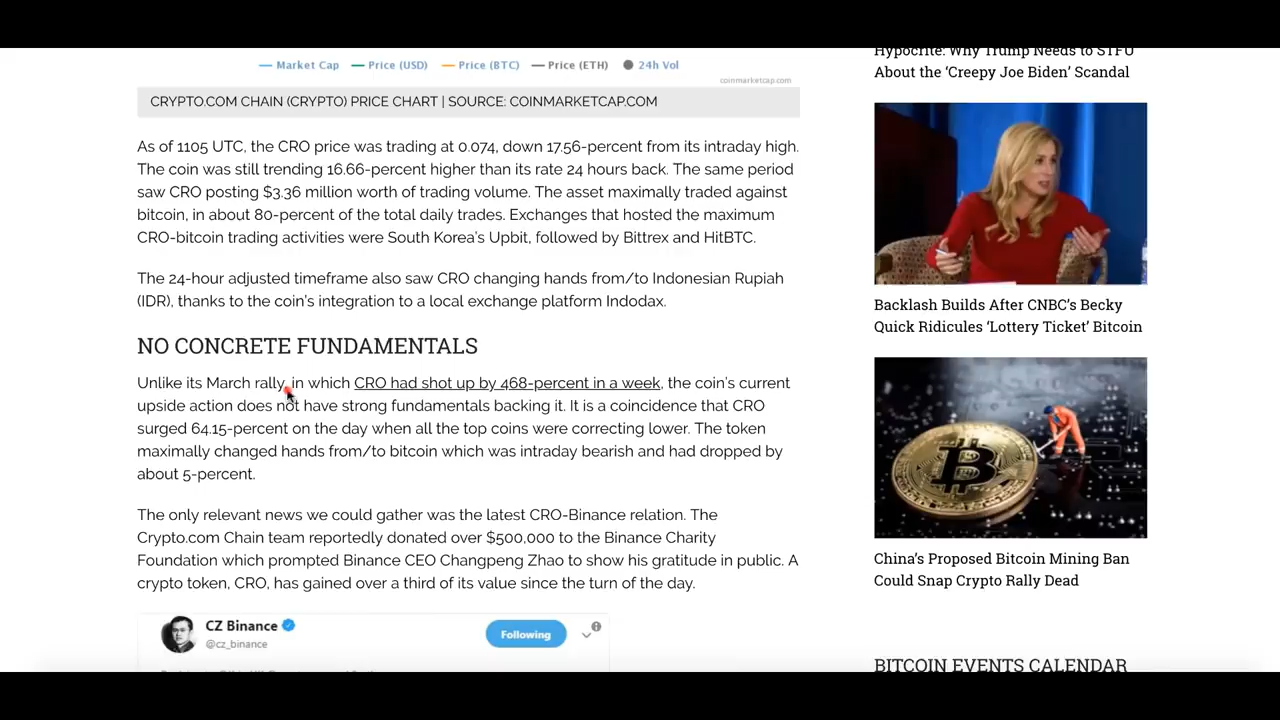 Market Cap Price (USD) Price (BTC) Price (ETH) 24h Vol
coinmarketcap.com
CRYPTO.COM CHAIN (CRYPTO) PRICE CHART | SOURCE: COINMARKETCAP.COM
As of 1105 UTC, the CRO price was trading at 0.074, down 17.56-percent from its intraday high.
The coin was still trending 16.66-percent higher than its rate 24 hours back. The same period
saw CRO posting $3.36 million worth of trading volume. The asset maximally traded against
bitcoin, in about 80-percent of the total daily trades. Exchanges that hosted the maximum
CRO-bitcoin trading activities were South Korea's Upbit, followed by Bittrex and HitBTC.
The 24-hour adjusted timeframe also saw CRO changing hands from/to Indonesian Rupiah
(IDR), thanks to the coin's integration to a local exchange platform Indodax.
NO CONCRETE FUNDAMENTALS
Unlike its March rally, in which CRO had shot up by 468-percent in a week, the coin's current
upside action does not have strong fundamentals backing it. It is a coincidence that CRO
surged 64.15-percent on the day when all the top coins were correcting lower. The token
maximally changed hands from/to bitcoin which was intraday bearish and had dropped by
about 5-percent.
The only relevant news we could gather was the latest CRO-Binance relation. The
Crypto.com Chain team reportedly donated over $500,000 to the Binance Charity
Foundation which prompted Binance CEO Changpeng Zhao to show his gratitude in public. A
crypto token, CRO, has gained over a third of its value since the turn of the day.
CZ Binance
@cz_binance
Following
Hypocrite: Why Trump Needs to STFU
About the 'Creepy Joe Biden' Scandal
Backlash Builds After CNBC's Becky
Quick Ridicules 'Lottery Ticket' Bitcoin
China's Proposed Bitcoin Mining Ban
Could Snap Crypto Rally Dead
BITCOIN EVENTS CALENDAR